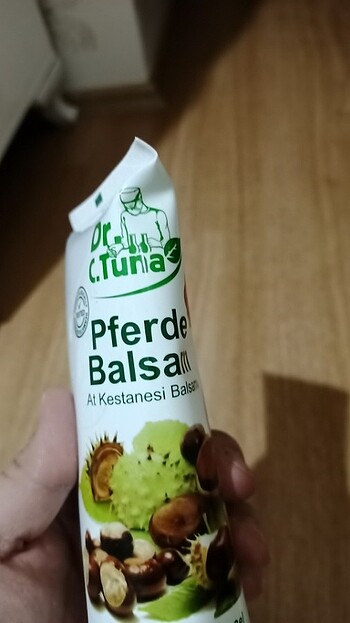 Dr.
C.Tuna
Pferde
Balsam
At Kestanesi Balsamı